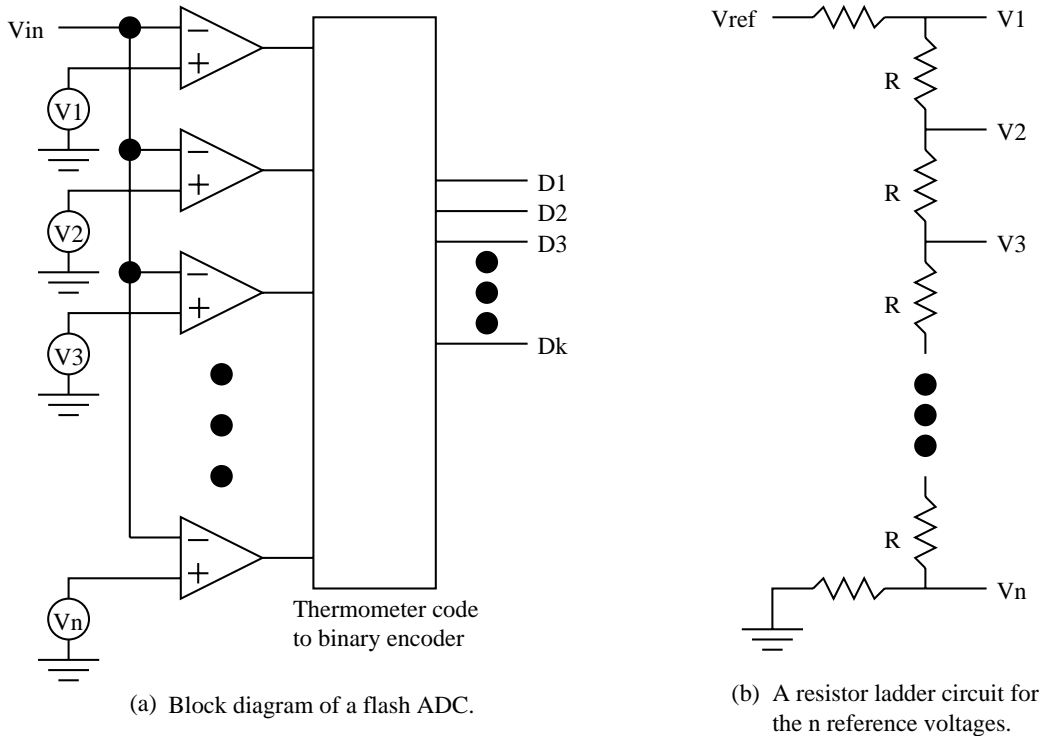 Vin
−
+
V1
−
+
V2
−
+
V3
−
+
Vn
D1
D2
D3
Dk
Thermometer code
to binary encoder
(a) Block diagram of a flash ADC.
Vref
V1
R
V2
R
V3
R
R
Vn
(b) A resistor ladder circuit for
the n reference voltages.